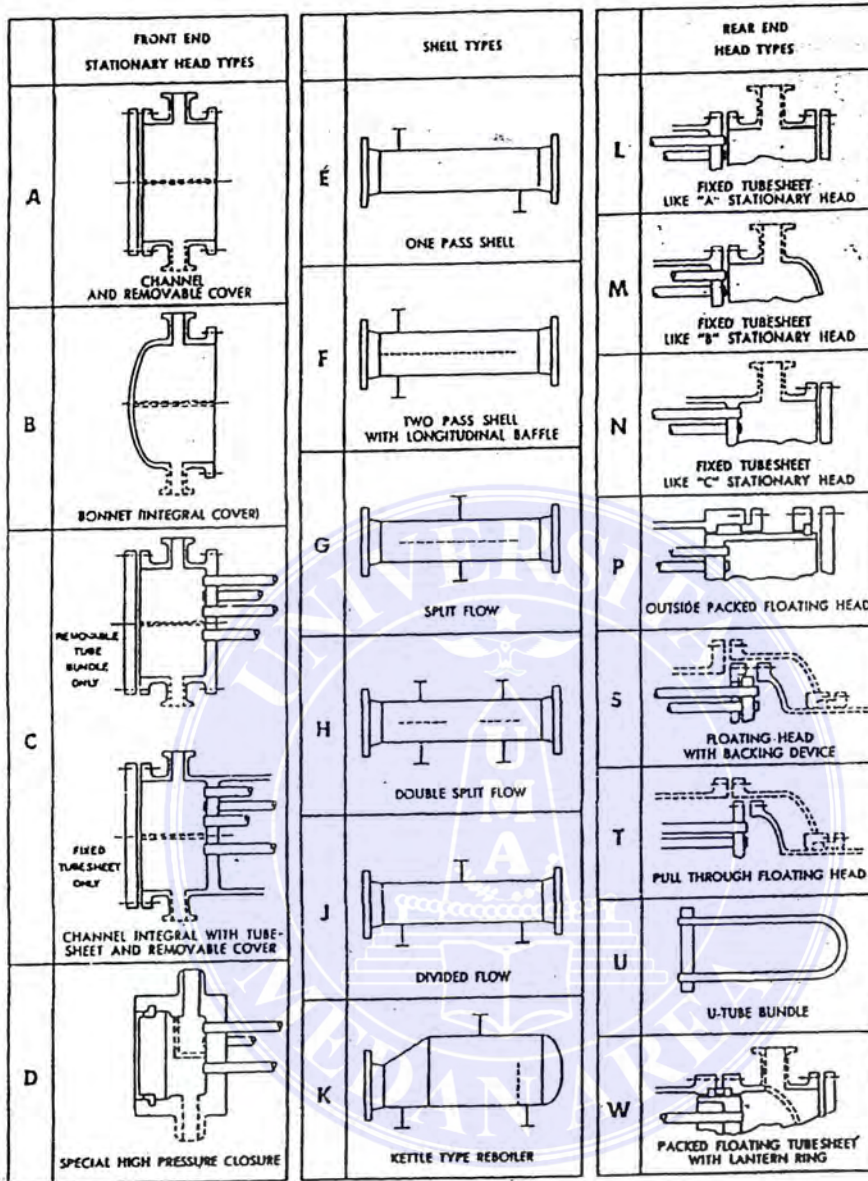 FRONT END
STATIONARY HEAD TYPES
A
CHANNEL
AND REMOVABLE COVER
B
BONNET (INTEGRAL COVER)
REMOVABLE
TUBE
BUNDLE
ONLY
C
FIXED
TUBESHEET
ONLY
CHANNEL INTEGRAL WITH TUBE-
SHEET AND REMOVABLE COVER
D
SPECIAL HIGH PRESSURE CLOSURE
SHELL TYPES
E
ONE PASS SHELL
F
TWO PASS SHELL
WITH LONGITUDINAL BAFFLE
G
SPLIT FLOW
H
DOUBLE SPLIT FLOW
J
DIVIDED FLOW
K
KETTLE TYPE REBOILER
REAR END
HEAD TYPES
L
FIXED TUBESHEET
LIKE "A" STATIONARY HEAD
M
FIXED TUBESHEET
LIKE "B" STATIONARY HEAD
N
FIXED TUBESHEET
LIKE "C" STATIONARY HEAD
P
OUTSIDE PACKED FLOATING HEAD
S
FLOATING HEAD
WITH BACKING DEVICE
T
PULL THROUGH FLOATING HEAD
U
U-TUBE BUNDLE
W
PACKED FLOATING TUBESHEET
WITH LANTERN RING
UNIVERSITAS
UMA
MEDAN AREA